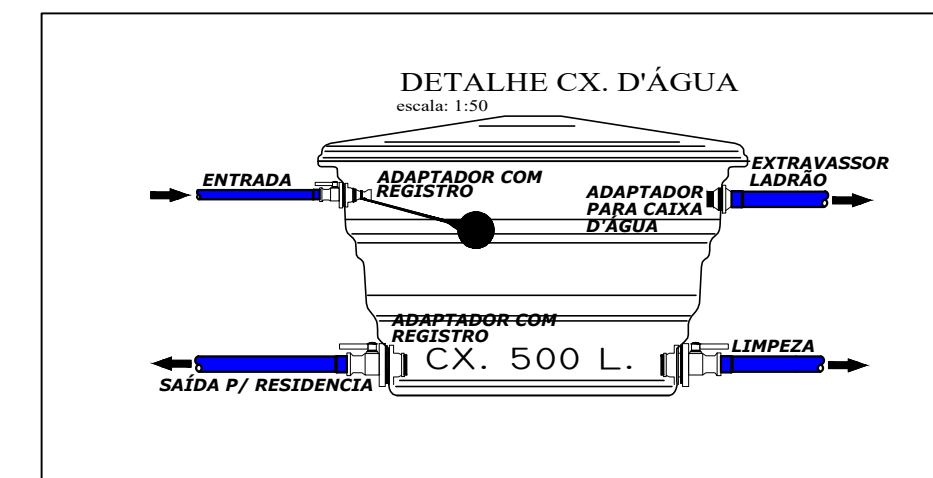 DETALHE CX. D'ÁGUA
escala: 1:50
ENTRADA
ADAPTADOR COM
REGISTRO
ADAPTADOR
PARA CAIXA
D'ÁGUA
EXTRAVASSOR
LADRÃO
ADAPTADOR COM
REGISTRO
CX. 500 L.
LIMPEZA
SAÍDA P/ RESIDENCIA